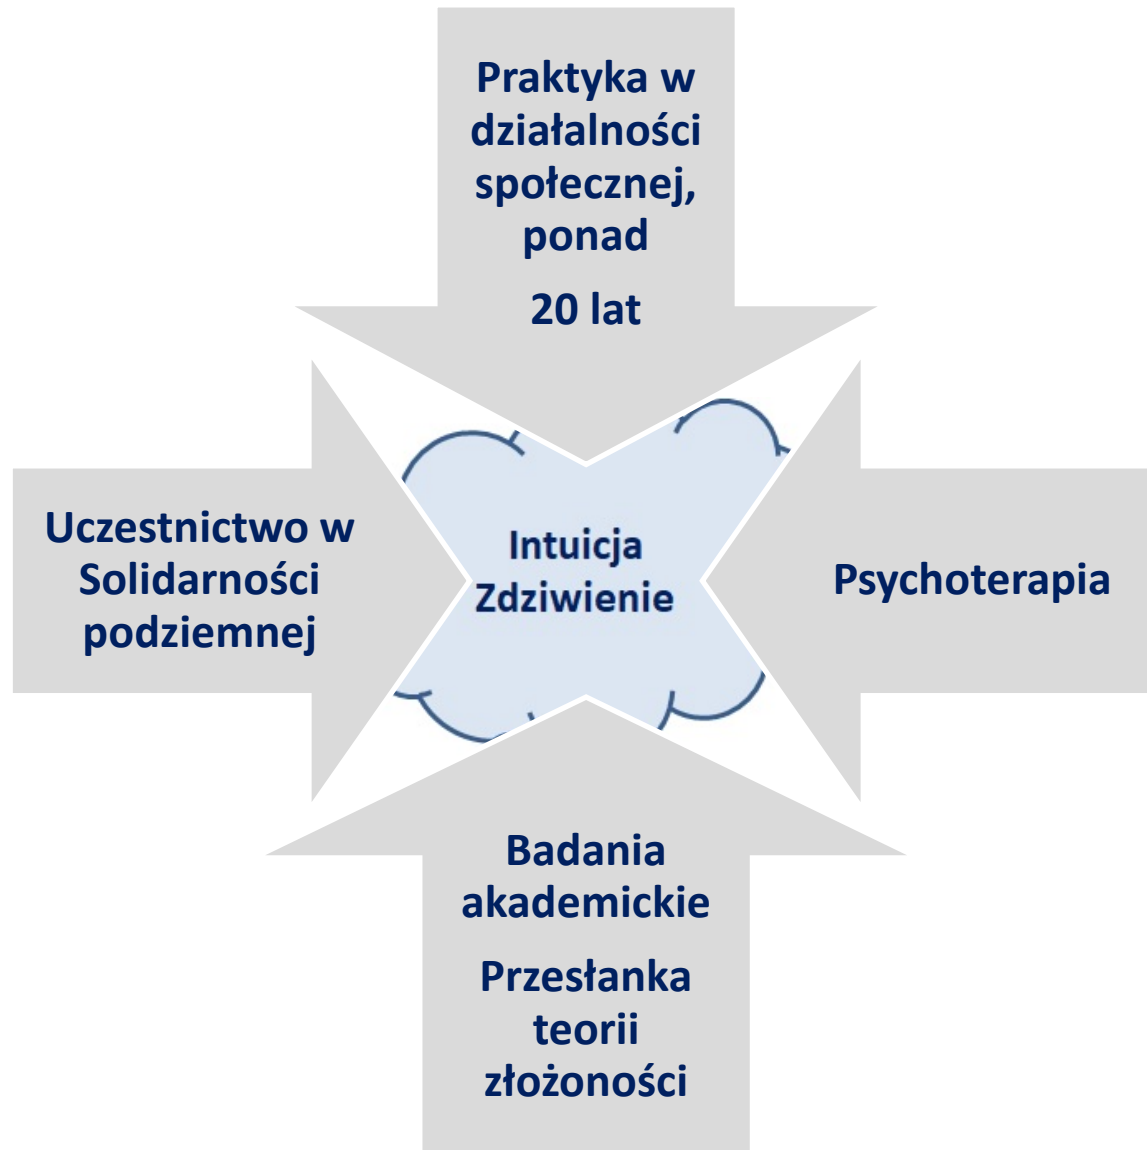 Praktyka w
działalności
społecznej,
ponad
20 lat
Uczestnictwo w
Solidarności
podziemnej
Intuicja
Zdziwienie
Psychoterapia
Badania
akademickie
Przesłanka
teorii
złożoności